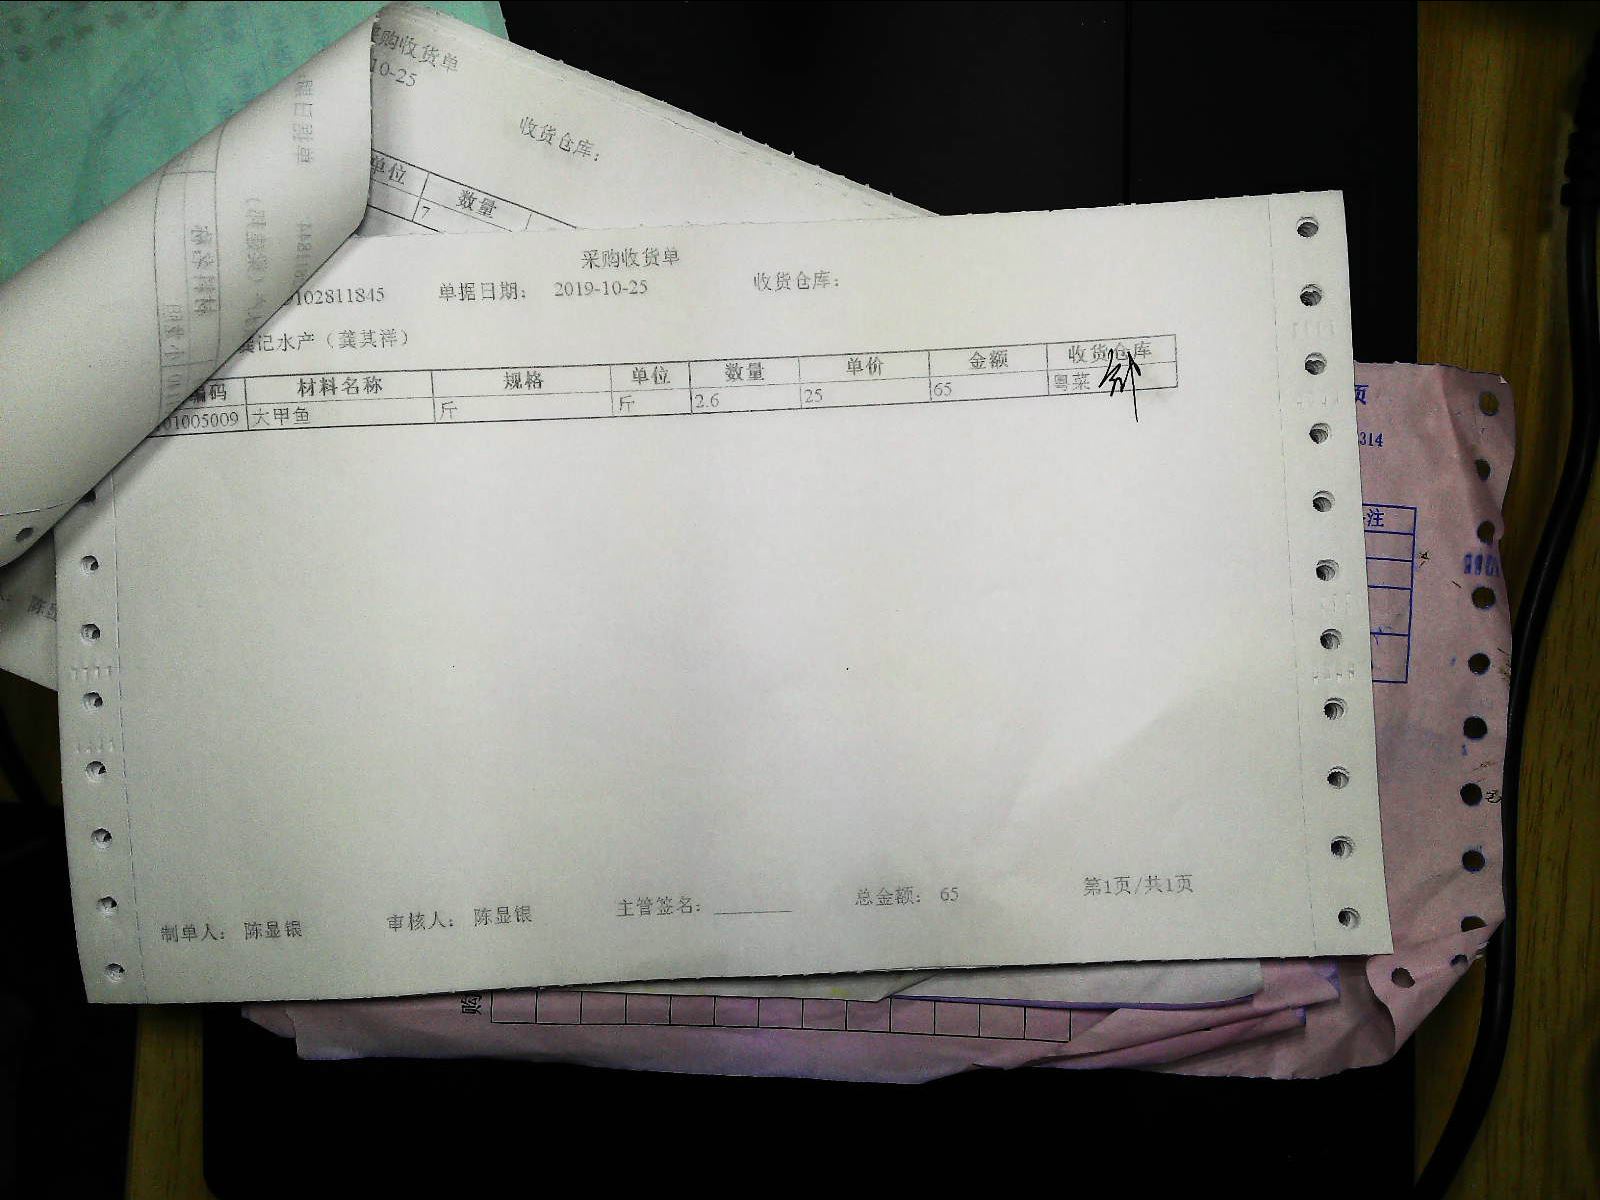 购收货单
10-25
收货仓库：
单位 数量
7
采购收货单
0102811845 单据日期： 2019-10-25 收货仓库：
龚记水产（龚其洋）
编码 材料名称 规格 单位 数量 单价 金额 收货仓库
01005009 大甲鱼 斤 斤 2.6 25 65 粤菜
制单人： 陈显银 审核人： 陈显银 主管签名： 总金额： 65 第1页/共1页
页
314
注
购